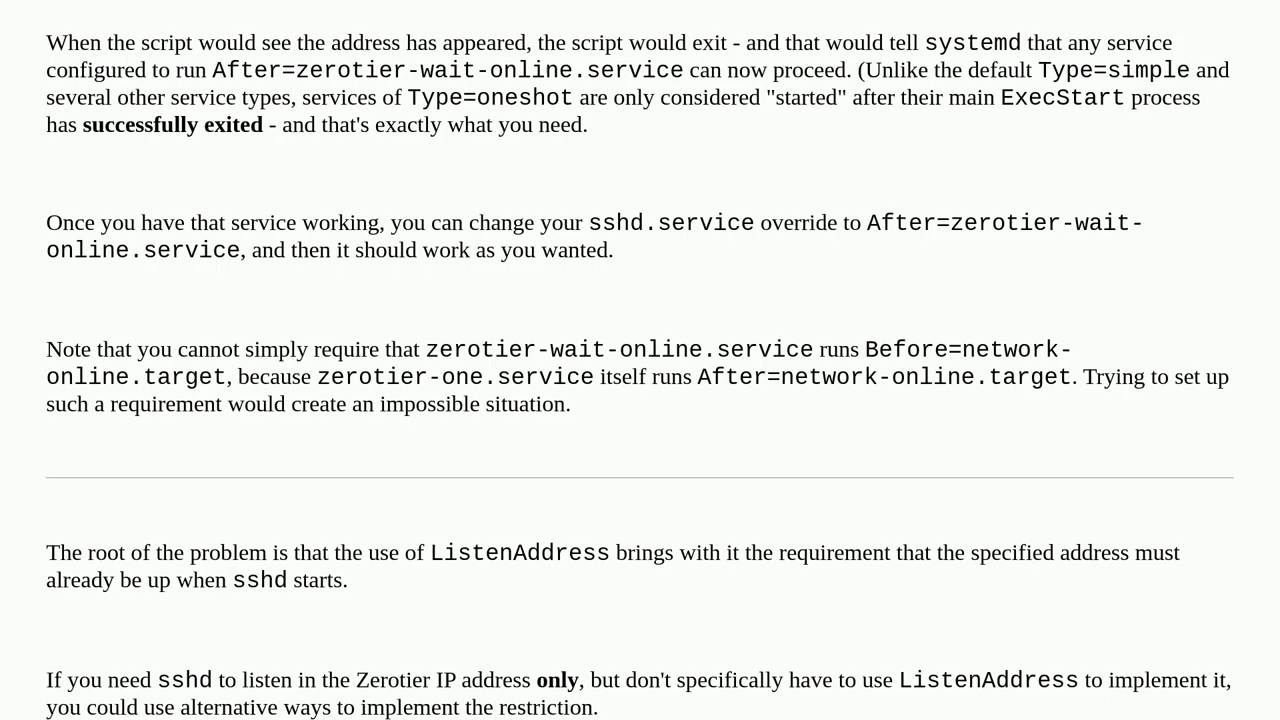 When the script would see the address has appeared, the script would exit - and that would tell systemd that any service
configured to run After=zerotier-wait-online.service can now proceed. (Unlike the default Type=simple and
several other service types, services of Type=oneshot are only considered "started" after their main ExecStart process
has successfully exited - and that's exactly what you need.
Once you have that service working, you can change your sshd.service override to After=zerotier-wait-
online.service, and then it should work as you wanted.
Note that you cannot simply require that zerotier-wait-online.service runs Before=network-
online.target, because zerotier-one.service itself runs After=network-online.target. Trying to set up
such a requirement would create an impossible situation.
The root of the problem is that the use of ListenAddress brings with it the requirement that the specified address must
already be up when sshd starts.
If you need sshd to listen in the Zerotier IP address only, but don't specifically have to use ListenAddress to implement it,
you could use alternative ways to implement the restriction.